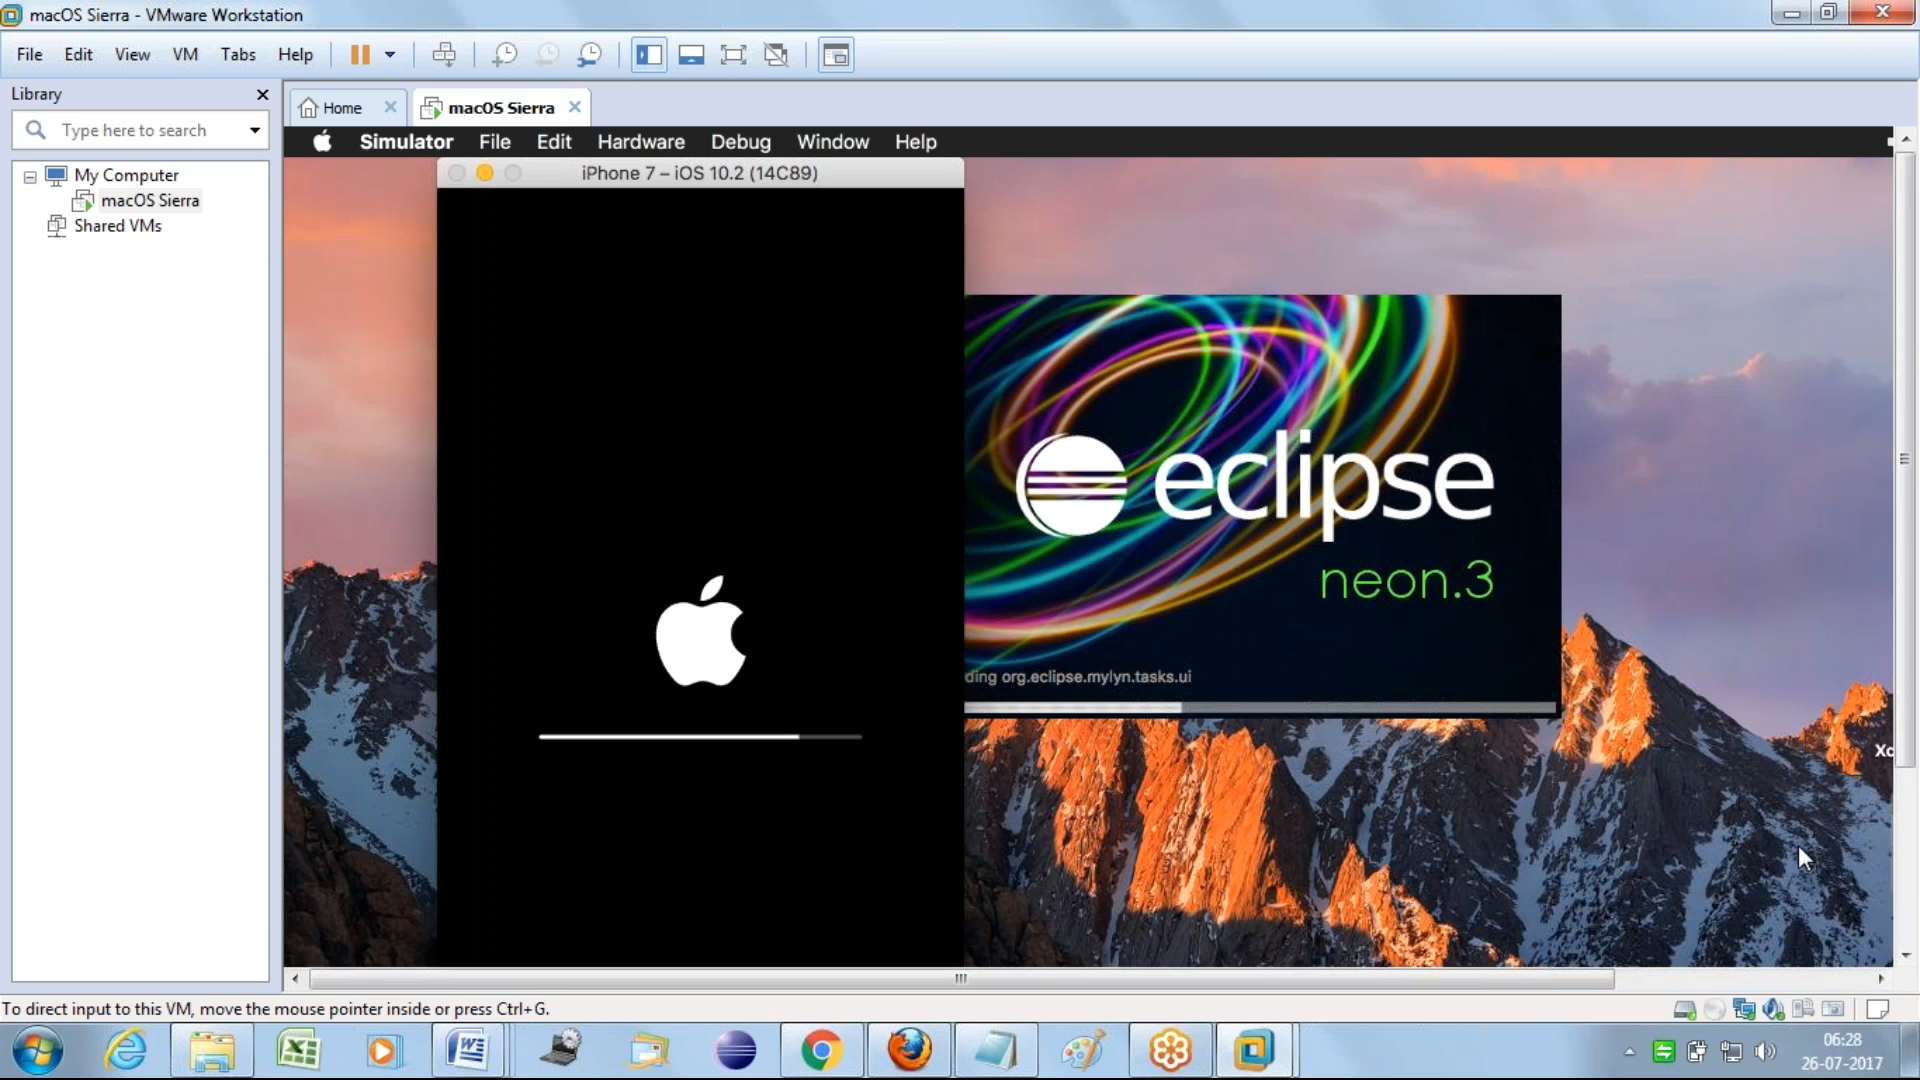 macOS Sierra - VMware Workstation
File Edit View VM Tabs Help
Library
Home
macOS Sierra
Type here to search
Simulator File Edit Hardware Debug Window Help
iPhone 7 – iOS 10.2 (14C89)
My Computer
macOS Sierra
Shared VMs
eclipse
neon.3
ding org.eclipse.mylyn.tasks.ui
Xc
To direct input to this VM, move the mouse pointer inside or press Ctrl+G.
06:28
26-07-2017